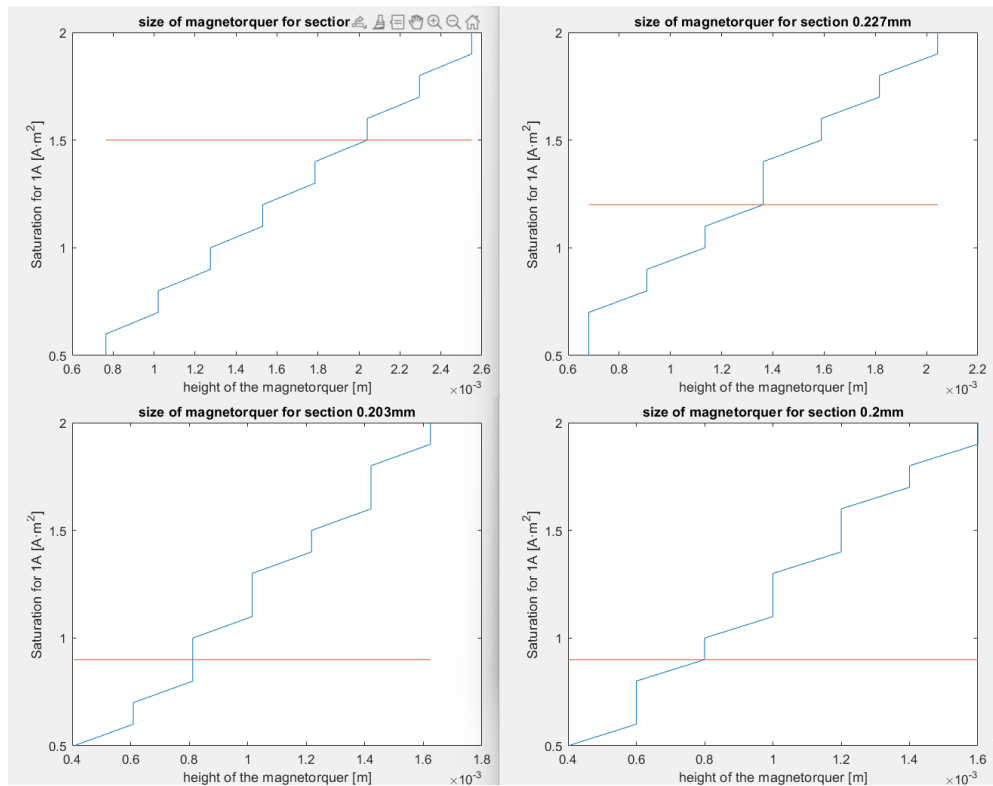 size of magnetorquer for section
2
1.5
1
0.5
Saturation for 1A [A·m²]
0.6 0.8 1 1.2 1.4 1.6 1.8 2 2.2 2.4 2.6
height of the magnetorquer [m]
×10⁻³
size of magnetorquer for section 0.227mm
2
1.5
1
0.5
Saturation for 1A [A·m²]
0.6 0.8 1 1.2 1.4 1.6 1.8 2 2.2
height of the magnetorquer [m]
×10⁻³
size of magnetorquer for section 0.203mm
2
1.5
1
0.5
Saturation for 1A [A·m²]
0.4 0.6 0.8 1 1.2 1.4 1.6 1.8
height of the magnetorquer [m]
×10⁻³
size of magnetorquer for section 0.2mm
2
1.5
1
0.5
Saturation for 1A [A·m²]
0.4 0.6 0.8 1 1.2 1.4 1.6
height of the magnetorquer [m]
×10⁻³